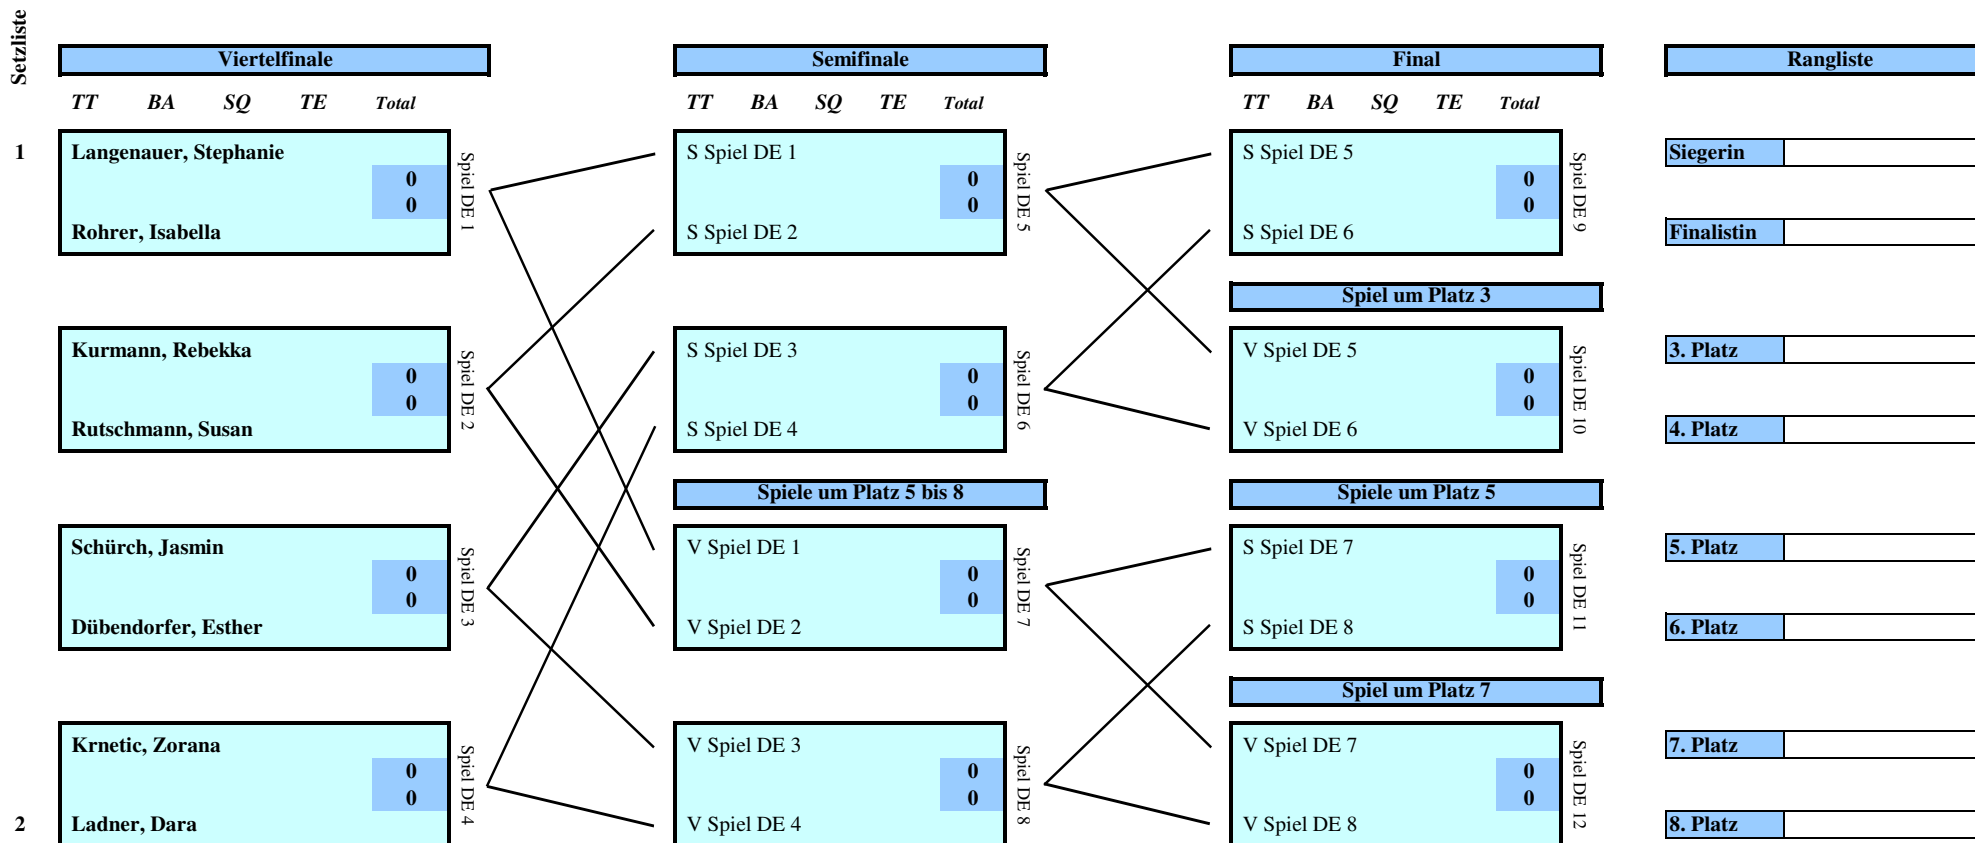 Setzliste
Viertelfinale Semifinale Final Rangliste
TT BA SQ TE Total TT BA SQ TE Total TT BA SQ TE Total
1 Langenauer, Stephanie S Spiel DE 1 S Spiel DE 5 Siegerin
0 0 0
0 0 0
Spiel DE 1 Spiel DE 5 Spiel DE 9
Rohrer, Isabella S Spiel DE 2 S Spiel DE 6 Finalistin
Spiel um Platz 3
Kurmann, Rebekka S Spiel DE 3 V Spiel DE 5 3. Platz
0 0 0
0 0 0
Spiel DE 2 Spiel DE 6 Spiel DE 10
Rutschmann, Susan S Spiel DE 4 V Spiel DE 6 4. Platz
Spiele um Platz 5 bis 8 Spiele um Platz 5
Schürch, Jasmin V Spiel DE 1 S Spiel DE 7 5. Platz
0 0 0
0 0 0
Spiel DE 3 Spiel DE 7 Spiel DE 11
Dübendorfer, Esther V Spiel DE 2 S Spiel DE 8 6. Platz
Spiel um Platz 7
Krnetic, Zorana V Spiel DE 3 V Spiel DE 7 7. Platz
0 0 0
0 0 0
Spiel DE 4 Spiel DE 8 Spiel DE 12
2 Ladner, Dara V Spiel DE 4 V Spiel DE 8 8. Platz